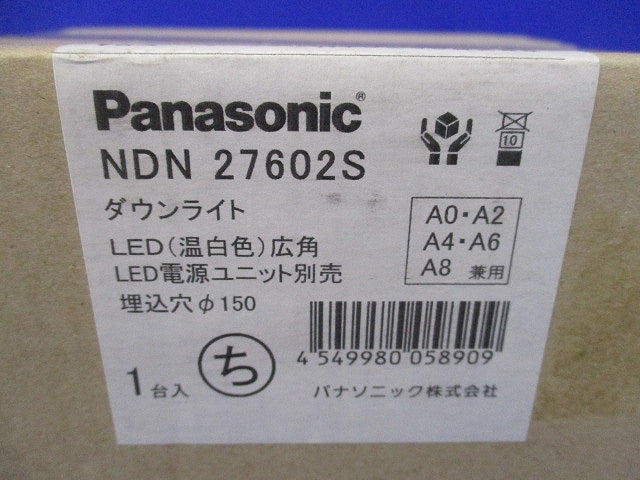 Panasonic®
NDN 27602S
10
ダウンライト
LED(温白色)広角
LED電源ユニット別売
埋込穴φ150
A0・A2
A4・A6
A8 兼用
1台入
ち
4 549980 058909
パナソニック株式会社